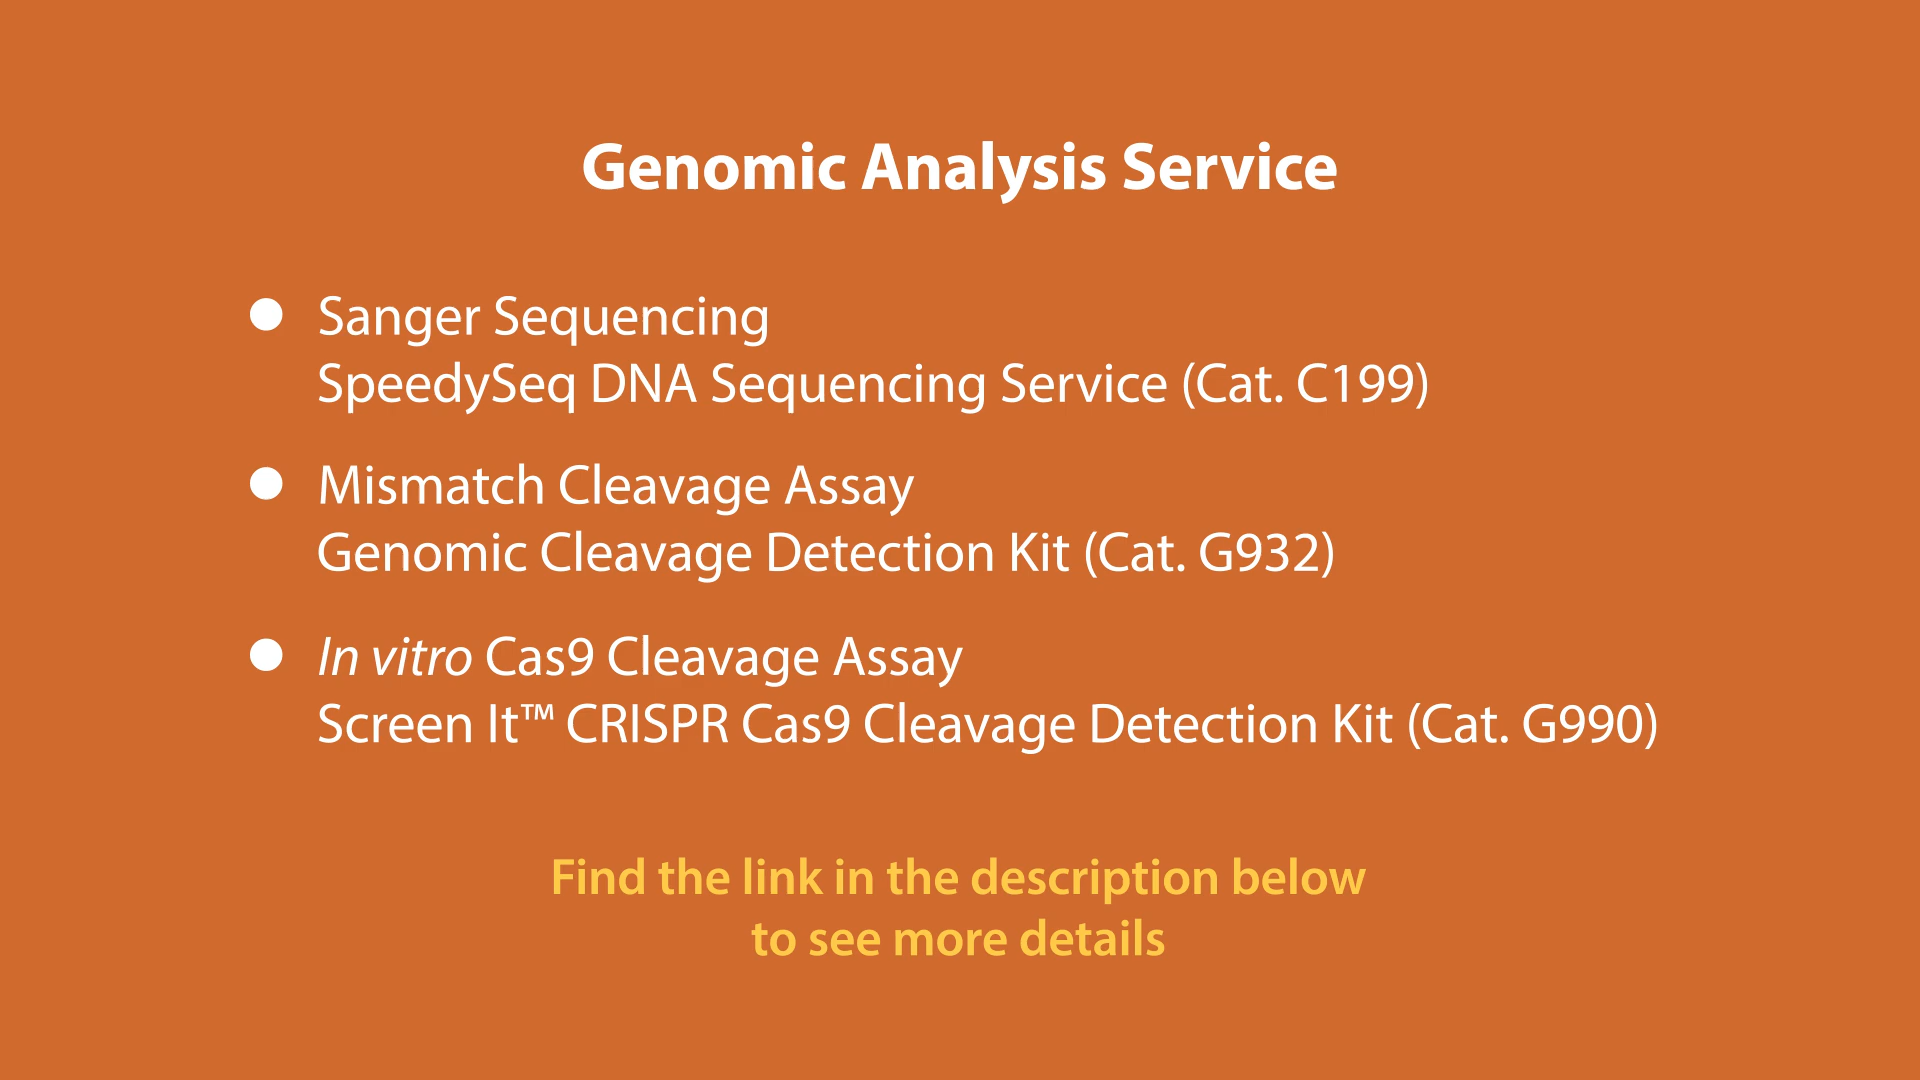 Genomic Analysis Service
● Sanger Sequencing
SpeedySeq DNA Sequencing Service (Cat. C199)
● Mismatch Cleavage Assay
Genomic Cleavage Detection Kit (Cat. G932)
● In vitro Cas9 Cleavage Assay
Screen It™ CRISPR Cas9 Cleavage Detection Kit (Cat. G990)
Find the link in the description below
to see more details